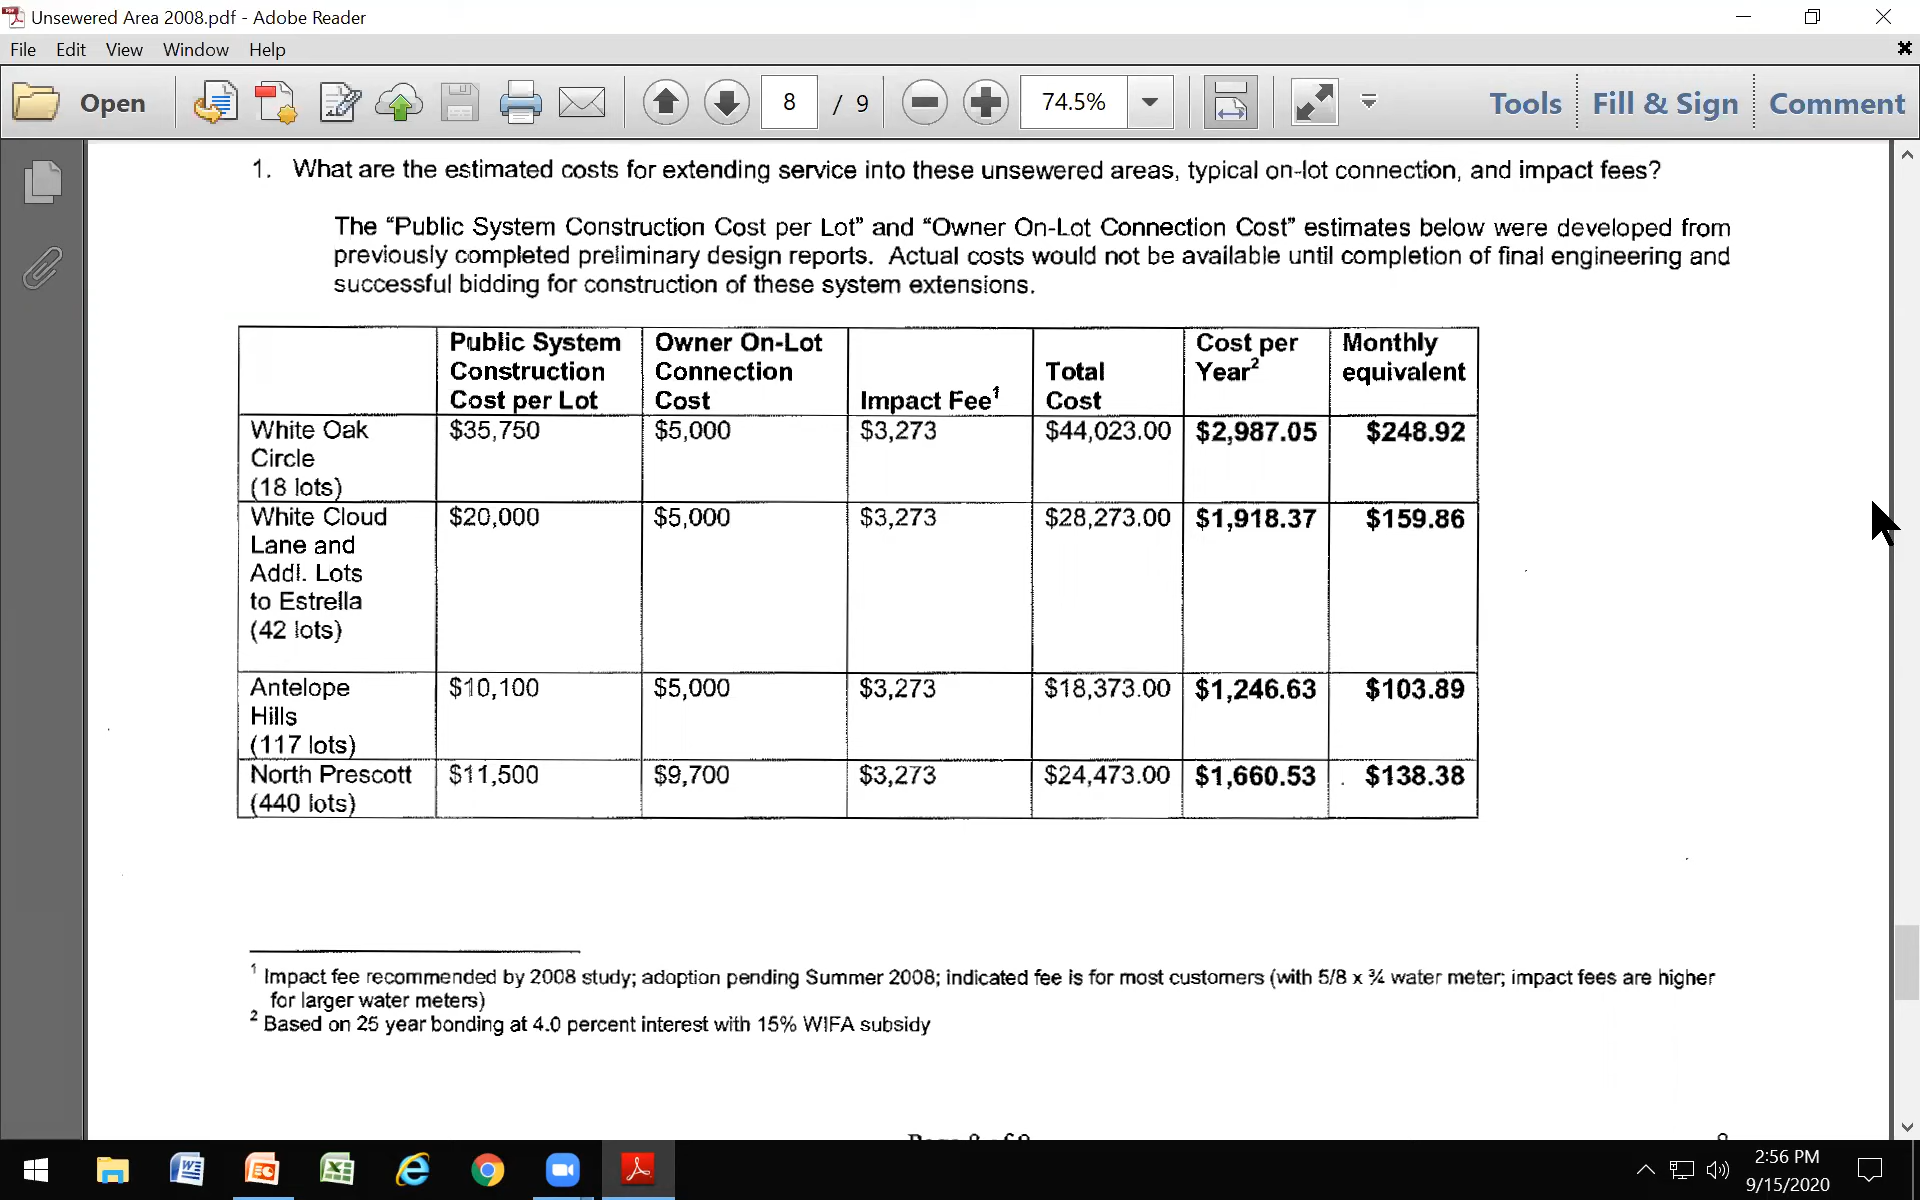 Unsewered Area 2008.pdf - Adobe Reader
File Edit View Window Help
Open 8 / 9 74.5% Tools Fill & Sign Comment
1. What are the estimated costs for extending service into these unsewered areas, typical on-lot connection, and impact fees?
The “Public System Construction Cost per Lot” and “Owner On-Lot Connection Cost” estimates below were developed from
previously completed preliminary design reports. Actual costs would not be available until completion of final engineering and
successful bidding for construction of these system extensions.
Public System Owner On-Lot Cost per Monthly
Construction Connection Total Year2 equivalent
Cost per Lot Cost Impact Fee1 Cost
White Oak $35,750 $5,000 $3,273 $44,023.00 $2,987.05 $248.92
Circle
(18 lots)
White Cloud $20,000 $5,000 $3,273 $28,273.00 $1,918.37 $159.86
Lane and
Addl. Lots
to Estrella
(42 lots)
Antelope $10,100 $5,000 $3,273 $18,373.00 $1,246.63 $103.89
Hills
(117 lots)
North Prescott $11,500 $9,700 $3,273 $24,473.00 $1,660.53 $138.38
(440 lots)
1 Impact fee recommended by 2008 study; adoption pending Summer 2008; indicated fee is for most customers (with 5/8 x ¾ water meter; impact fees are higher
for larger water meters)
2 Based on 25 year bonding at 4.0 percent interest with 15% WIFA subsidy
2:56 PM
9/15/2020